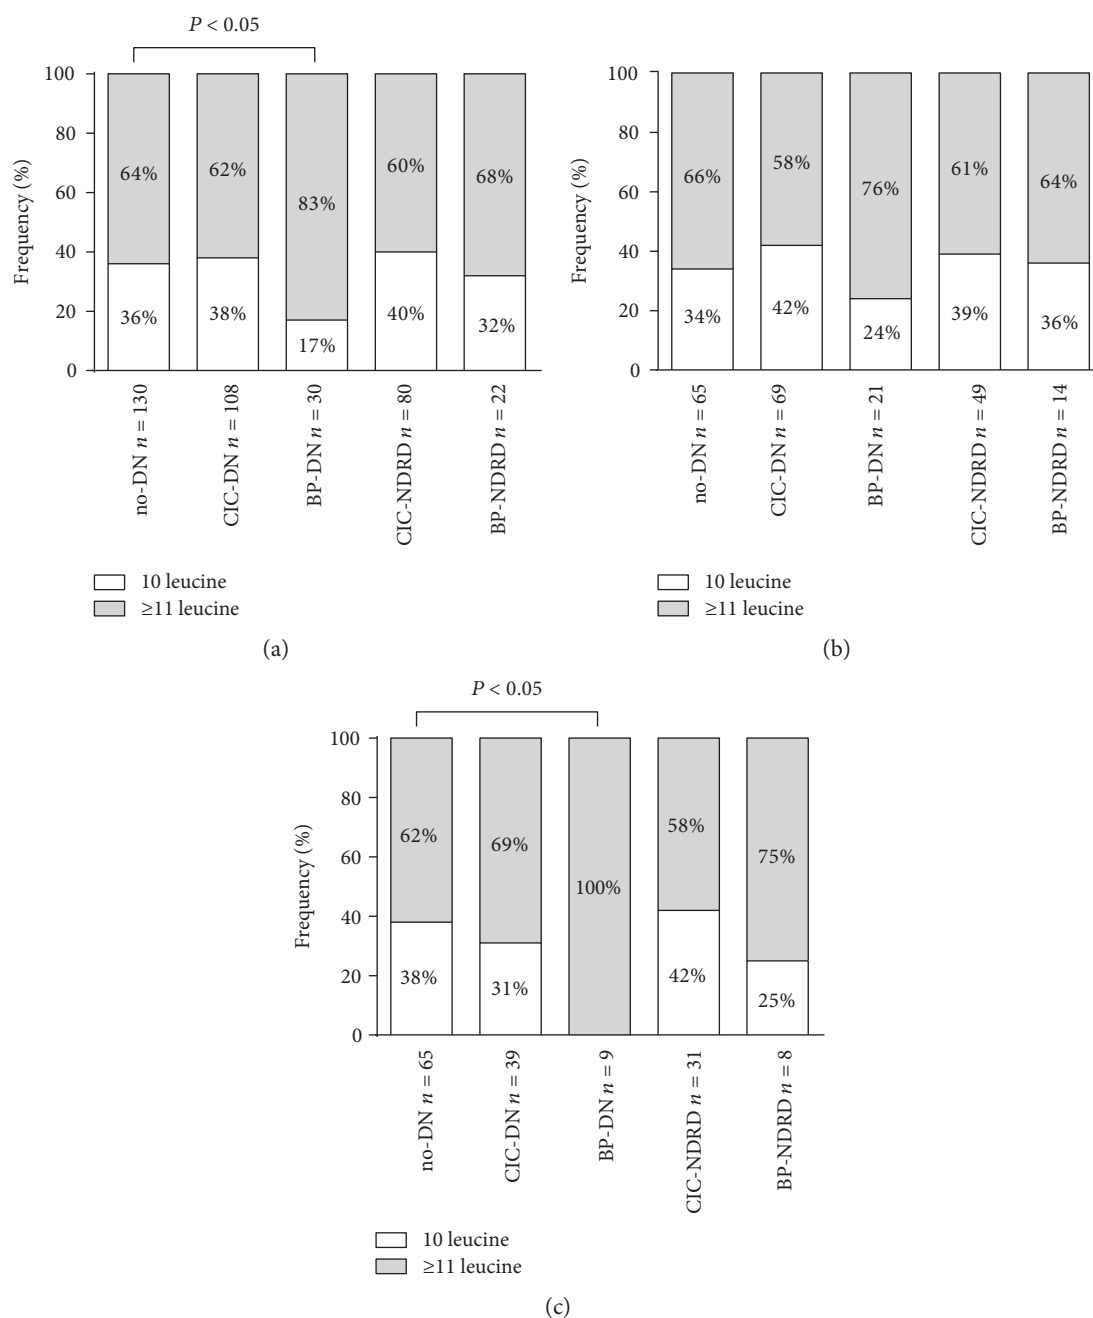 P < 0.05
100
80
60
40
20
0
Frequency (%)
64%
62%
83%
60%
68%
36%
38%
17%
40%
32%
no-DN n = 130
CIC-DN n = 108
BP-DN n = 30
CIC-NDRD n = 80
BP-NDRD n = 22
10 leucine
≥11 leucine
(a)
100
80
60
40
20
0
Frequency (%)
66%
58%
76%
61%
64%
34%
42%
24%
39%
36%
no-DN n = 65
CIC-DN n = 69
BP-DN n = 21
CIC-NDRD n = 49
BP-NDRD n = 14
10 leucine
≥11 leucine
(b)
P < 0.05
100
80
60
40
20
0
Frequency (%)
62%
69%
100%
58%
75%
38%
31%
42%
25%
no-DN n = 65
CIC-DN n = 39
BP-DN n = 9
CIC-NDRD n = 31
BP-NDRD n = 8
10 leucine
≥11 leucine
(c)